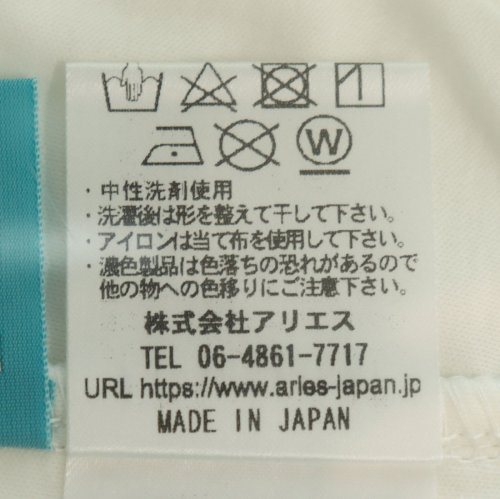 W
・中性洗剤使用
・洗濯後は形を整えて干して下さい。
・アイロンは当て布を使用して下さい。
・濃色製品は色落ちの恐れがあるので
他の物への色移りにご注意下さい。
株式会社アリエス
TEL 06-4861-7717
URL https://www.arles-japan.jp
MADE IN JAPAN